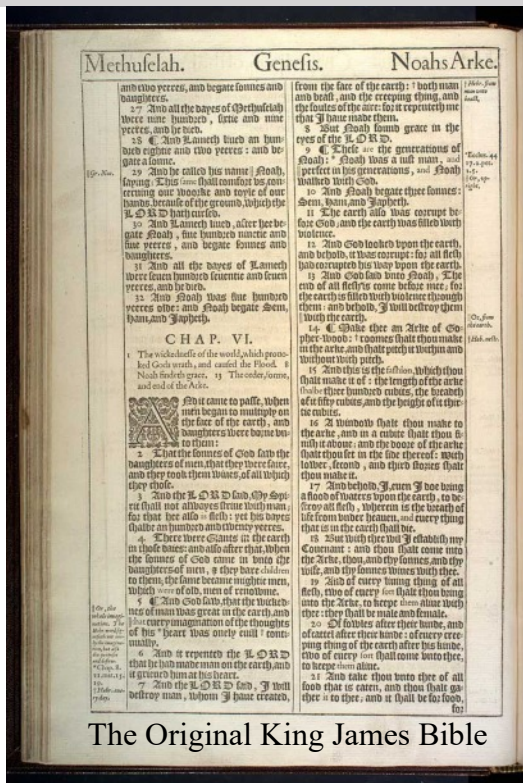 Methuselah. Genesis. Noahs Arke.
and two yeeres, and begate sonnes and
daughters.
27 And all the dayes of Methuselah
were nine hundred, sixtie and nine
yeeres, and he died.
28 ¶ And Lamech liued an hun-
dred eightie and two yeeres: and be-
gate a sonne.
29 And he called his name Noah,
saying; This same shall comfort vs, con-
cerning our worke and toyle of our
hands, because of the ground, which the
LORD hath cursed.
30 And Lamech liued, after hee be-
gate Noah, fiue hundred ninetie and
fiue yeeres, and begate sonnes and
daughters.
31 And all the dayes of Lamech
were seuen hundred seuentie and seuen
yeeres, and he died.
32 And Noah was fiue hundred
yeeres olde: and Noah begate Sem,
Ham, and Japheth.
CHAP. VI.
1 The wickednesse of the world, which prouo-
ked Gods wrath, and caused the Flood. 8
Noah findeth grace. 13 The order, forme,
and end of the Arke.
And it came to passe, when
men began to multiply on
the face of the earth, and
daughters were borne vn-
to them:
2 That the sonnes of God saw the
daughters of men, that they were faire,
and they took them wiues, of all which
they chose.
3 And the LORD said, My Spi-
rit shall not alwayes striue with man;
for that hee also is flesh: yet his dayes
shalbe an hundred and twenty yeeres.
4 There were Giants in the earth
in those daies: and also after that, when
the sonnes of God came in vnto the
daughters of men, & they bare children
to them, the same became mightie men,
which were of old, men of renowne.
5 ¶ And God saw, that the wicked-
nes of man was great in the earth, and
that euery imagination of the thoughts
of his heart was onely euill conti-
nually.
6 And it repented the LORD
that he had made man on the earth, and
it grieued him at his heart.
7 And the LORD said, I will
destroy man, whom I haue created,
from the face of the earth: both man
and beast, and the creeping thing, and
the foules of the aire: for it repenteth me
that I haue made them.
8 But Noah found grace in the
eyes of the LORD.
9 ¶ These are the generations of
Noah: Noah was a iust man, and
perfect in his generations, and Noah
walked with God.
10 And Noah begate three sonnes:
Sem, Ham, and Japheth.
11 The earth also was corrupt be-
fore God; and the earth was filled with
violence.
12 And God looked vpon the earth,
and behold, it was corrupt: for all flesh
had corrupted his way vpon the earth.
13 And God said vnto Noah, The
end of all flesh is come before mee; for
the earth is filled with violence through
them: and behold, I will destroy them
with the earth.
14 ¶ Make thee an Arke of Go-
pher-wood: roomes shalt thou make
in the arke, and shalt pitch it within and
without with pitch.
15 And this is the fashion, which thou
shalt make it of: the length of the arke
shalbe three hundred cubits, the breadth
of it fifty cubits, and the height of it thir-
tie cubits.
16 A window shalt thou make to
the arke, and in a cubite shalt thou fi-
nish it aboue; and the doore of the arke
shalt thou set in the side thereof: with
lower, second, and third stories shalt
thou make it.
17 And behold, I, euen I doe bring
a flood of waters vpon the earth, to de-
stroy all flesh, wherein is the breath of
life from vnder heauen, and euery thing
that is in the earth shall die.
18 But with thee wil I establish my
Couenant: and thou shalt come into
the Arke, thou, and thy sonnes, and thy
wife, and thy sonnes wiues with thee.
19 And of euery liuing thing of all
flesh, two of euery sort shalt thou bring
into the Arke, to keepe them aliue with
thee: they shall be male and female.
20 Of fowles after their kinde, and
of cattel after their kinde: of euery cree-
ping thing of the earth after his kinde,
two of euery sort shall come vnto thee,
to keepe them aliue.
21 And take thou vnto thee of all
food that is eaten, and thou shalt ga-
ther it to thee; and it shall be for food,
for
The Original King James Bible